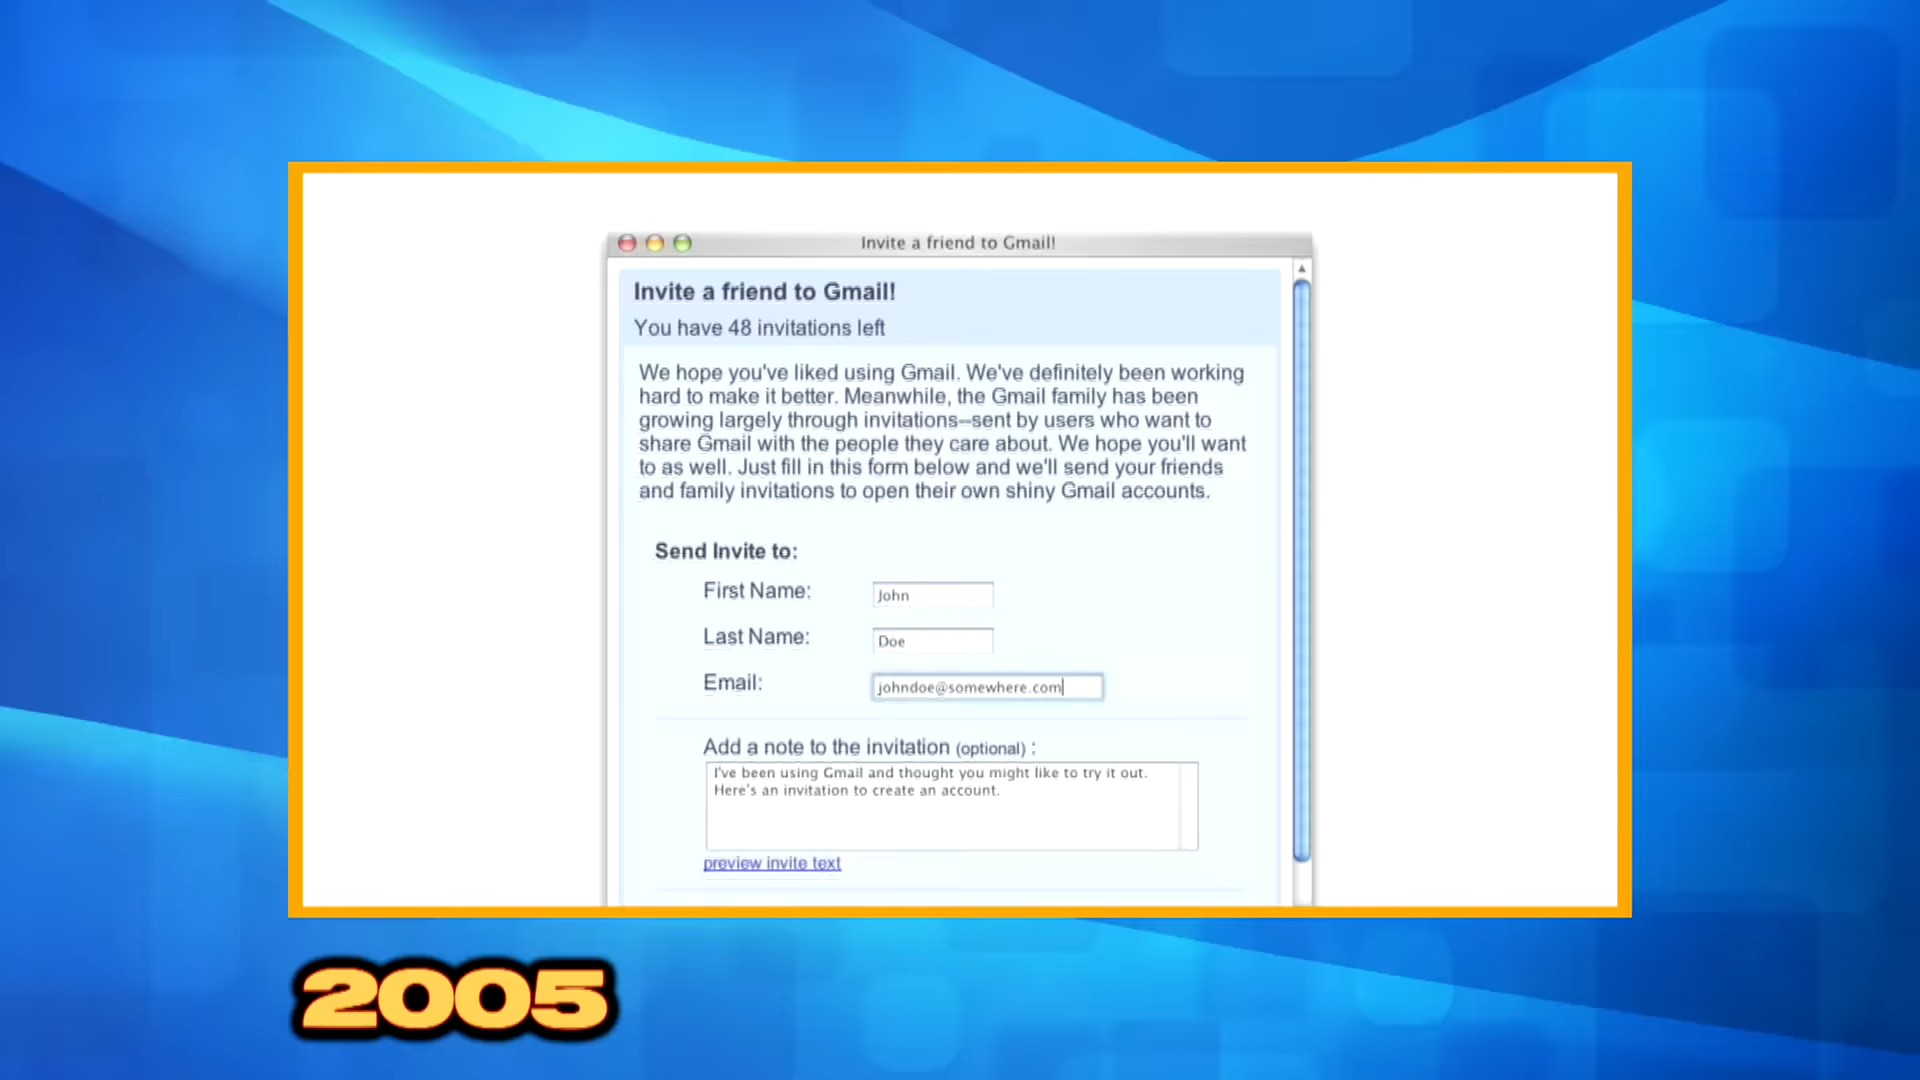 Invite a friend to Gmail!
Invite a friend to Gmail!
You have 48 invitations left
We hope you've liked using Gmail. We've definitely been working
hard to make it better. Meanwhile, the Gmail family has been
growing largely through invitations--sent by users who want to
share Gmail with the people they care about. We hope you'll want
to as well. Just fill in this form below and we'll send your friends
and family invitations to open their own shiny Gmail accounts.
Send Invite to:
First Name: John
Last Name: Doe
Email: johndoe@somewhere.com
Add a note to the invitation (optional) :
I've been using Gmail and thought you might like to try it out.
Here's an invitation to create an account.
preview invite text
2005